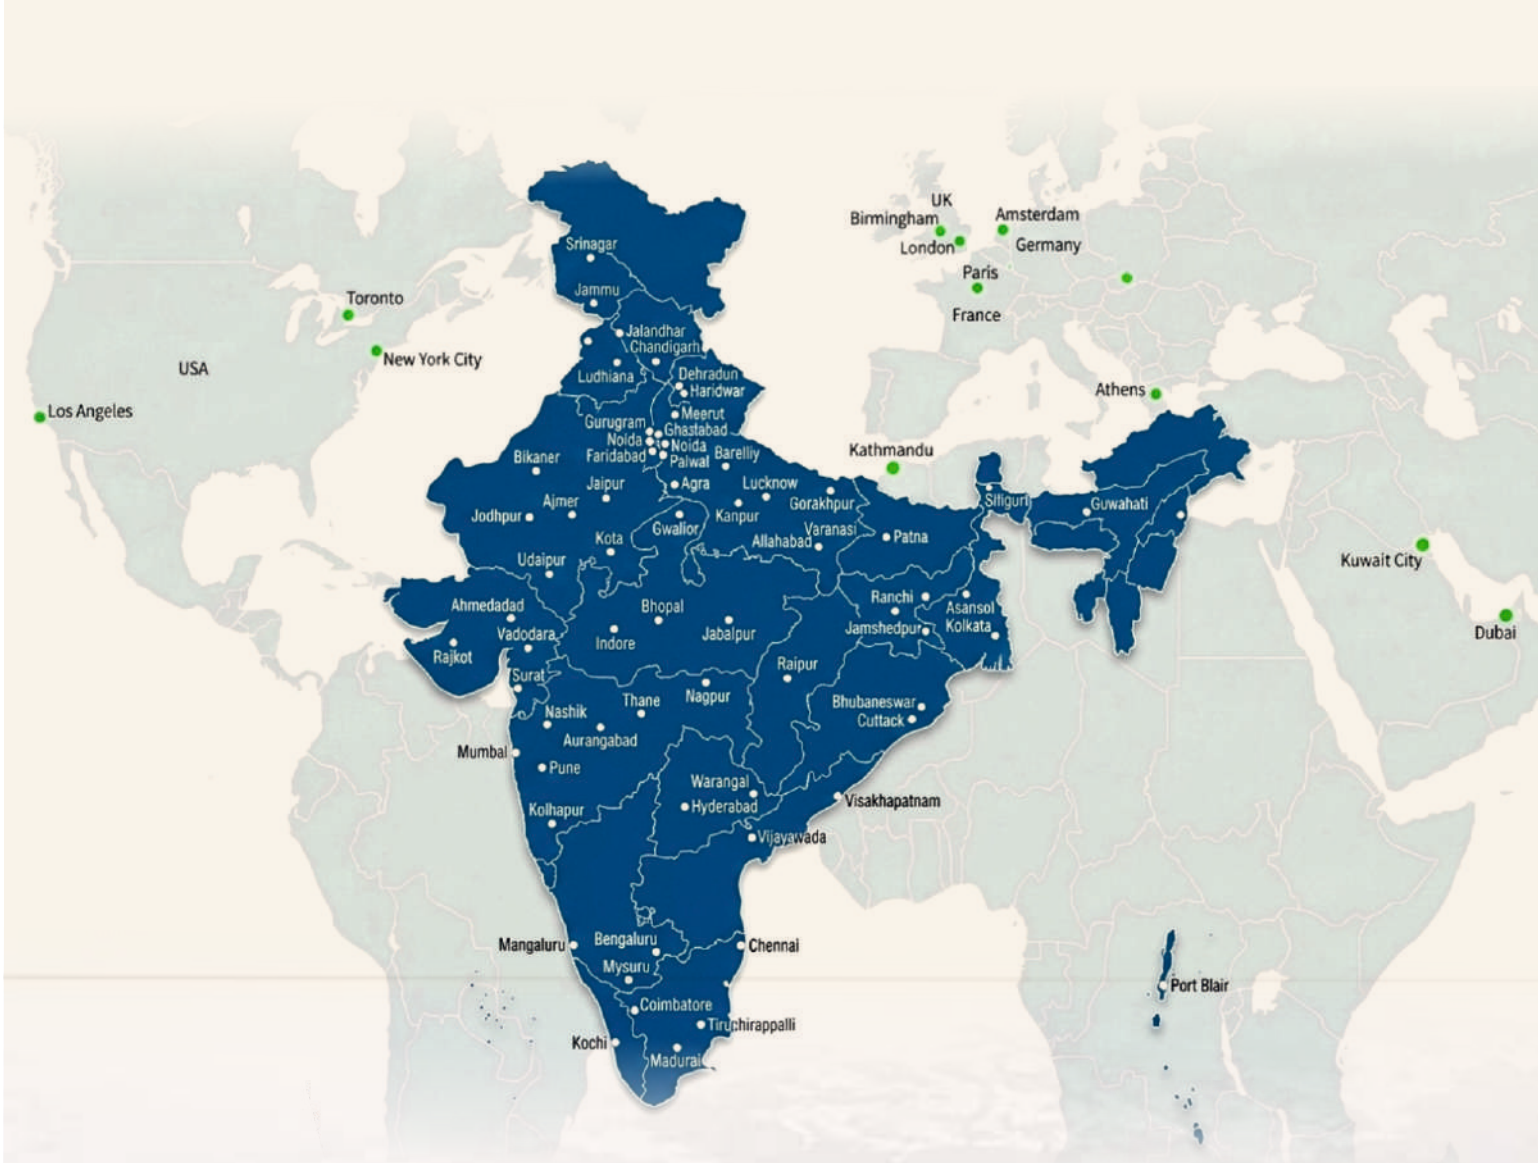 UK
Birmingham
Amsterdam
London
Germany
Paris
France
Toronto
USA
New York City
Los Angeles
Athens
Kathmandu
Kuwait City
Dubai
Srinagar
Jammu
Jalandhar
Chandigarh
Ludhiana
Dehradun
Haridwar
Meerut
Gurugram
Ghastabad
Noida
Noida
Faridabad
Palwal
Barelliy
Bikaner
Agra
Lucknow
Jaipur
Gorakhpur
Ajmer
Jodhpur
Kanpur
Gwalior
Varanasi
Kota
Allahabad
Patna
Siliguri
Guwahati
Udaipur
Ranchi
Asansol
Ahmedadad
Bhopal
Kolkata
Jamshedpur
Vadodara
Indore
Jabalpur
Rajkot
Raipur
Surat
Nagpur
Thane
Bhubaneswar
Nashik
Cuttack
Aurangabad
Mumbal
Pune
Warangal
Visakhapatnam
Hyderabad
Kolhapur
Vijayawada
Mangaluru
Bengaluru
Chennai
Mysuru
Port Blair
Coimbatore
Tiruchirappalli
Kochi
Madurai